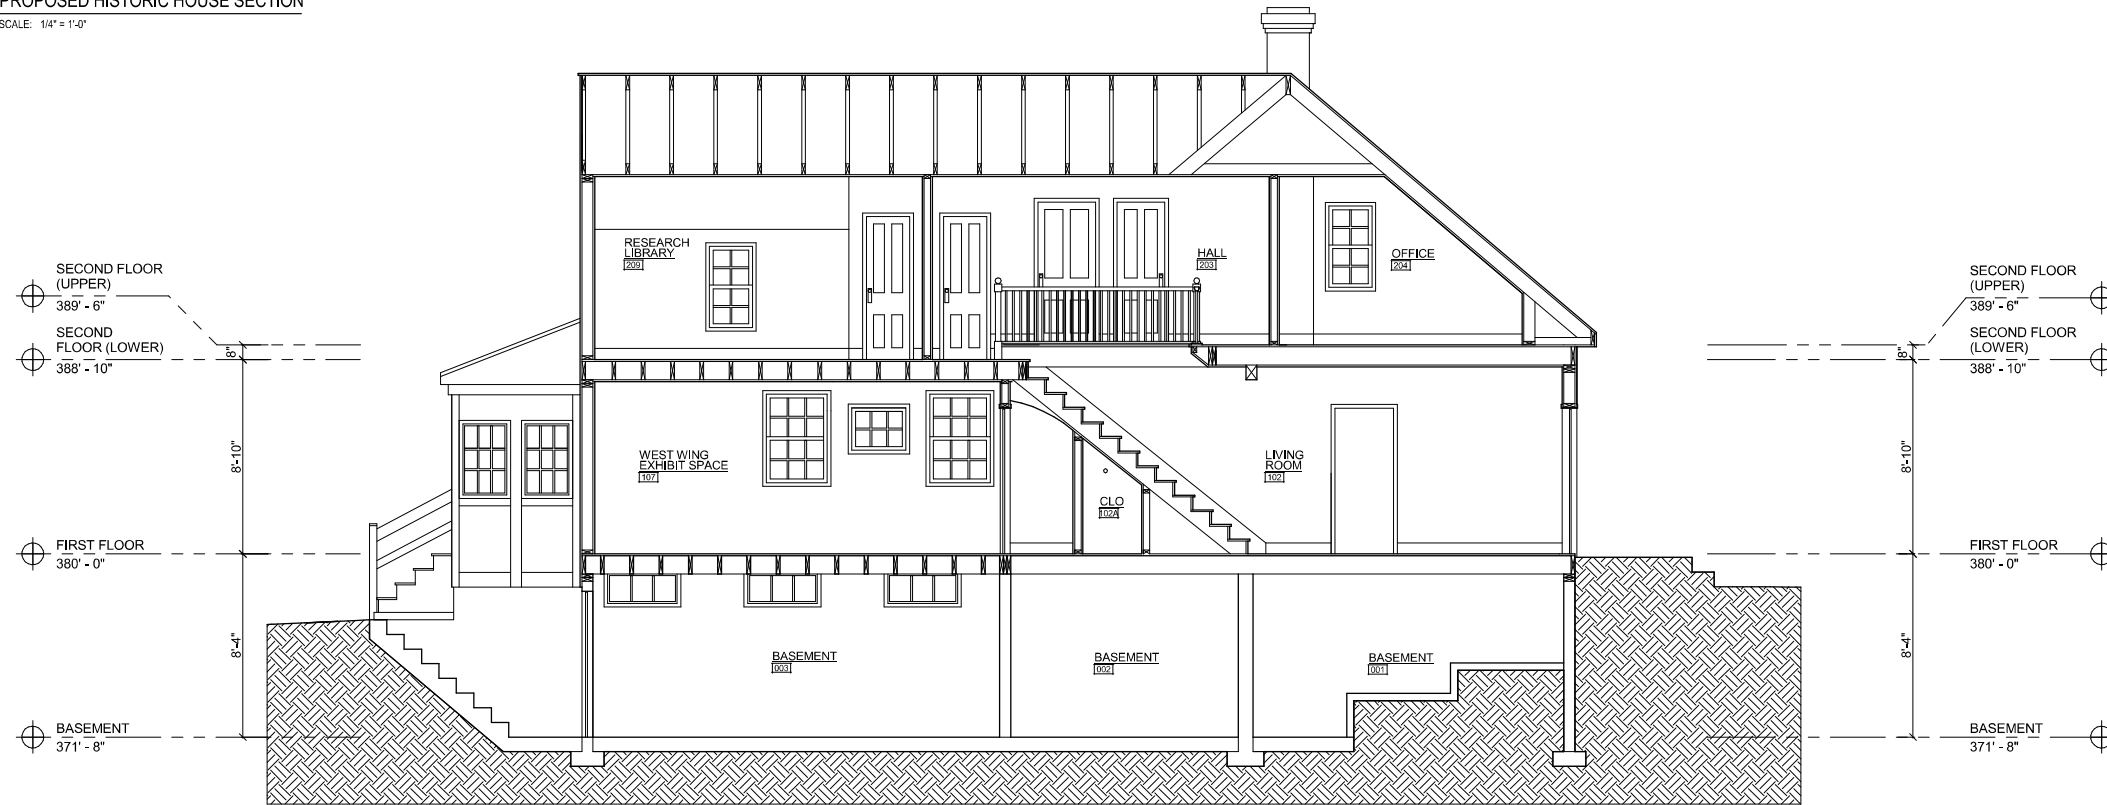 PROPOSED HISTORIC HOUSE SECTION
SCALE: 1/4" = 1'-0"
SECOND FLOOR
(UPPER)
389' - 6"
SECOND
FLOOR (LOWER)
388' - 10"
FIRST FLOOR
380' - 0"
BASEMENT
371' - 8"
8"
8'-10"
8'-4"
RESEARCH
LIBRARY
209
HALL
203
OFFICE
204
WEST WING
EXHIBIT SPACE
107
CLO
102A
LIVING
ROOM
102
BASEMENT
003
BASEMENT
002
BASEMENT
001
8"
8'-10"
8'-4"
SECOND FLOOR
(UPPER)
389' - 6"
SECOND FLOOR
(LOWER)
388' - 10"
FIRST FLOOR
380' - 0"
BASEMENT
371' - 8"